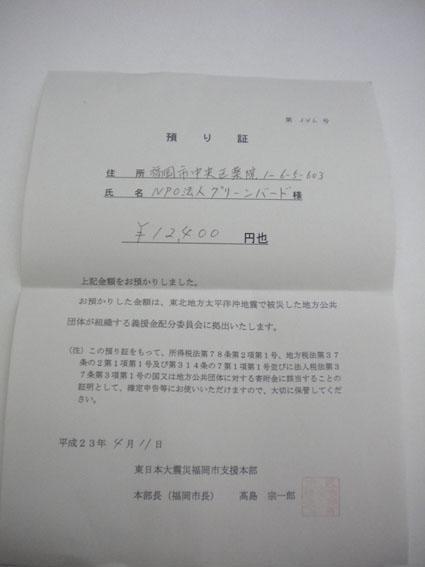 第 146 号
預り証
住所 福岡市中央区薬院1-6-5-603
氏名 NPO法人グリーンバード様
￥12,400 円也
上記金額をお預かりしました。
お預かりした金額は、東北地方太平洋沖地震で被災した地方公共
団体が組織する義援金配分委員会に拠出いたします。
(注)この預り証をもって、所得税法第78条第2項第1号、地方税法第37
条の2第1項第1号及び第314条の7第1項第1号並びに法人税法第3
7条第3項第1号の国又は地方公共団体に対する寄附金に該当することの
証明として、確定申告等にお使いいただけますので、大切に保管してくださ
い。
平成23年 4月 11日
東日本大震災福岡市支援本部
本部長(福岡市長) 髙島 宗一郎